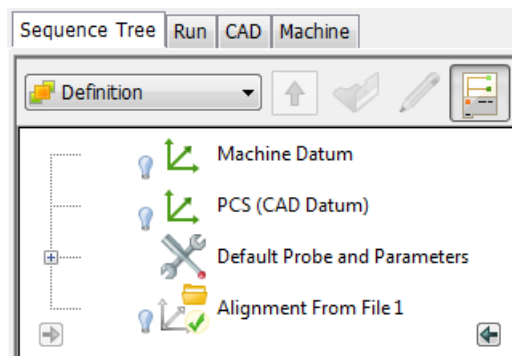 Sequence Tree Run CAD Machine
Definition
Machine Datum
PCS (CAD Datum)
Default Probe and Parameters
Alignment From File 1